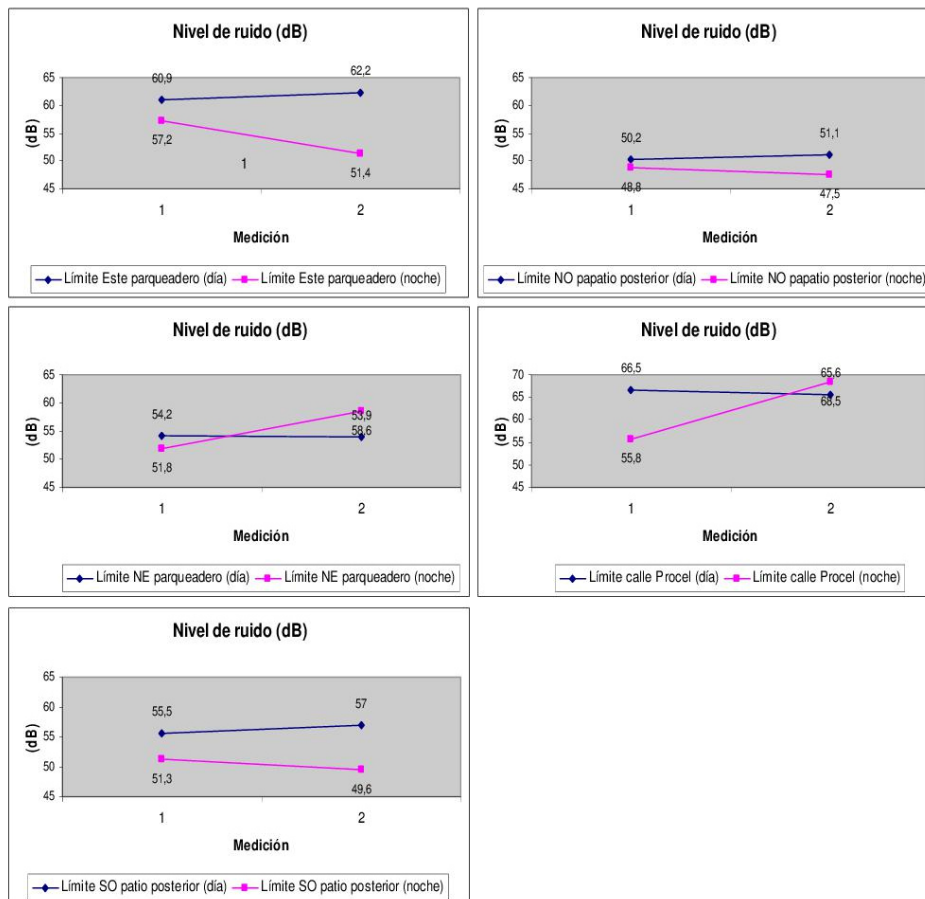 Nivel de ruido (dB)
65
60
55
50
45
(dB)
60,9
62,2
57,2
1
51,4
1
2
Medición
Límite Este parqueadero (día)
Límite Este parqueadero (noche)
Nivel de ruido (dB)
65
60
55
50
45
(dB)
50,2
51,1
48,8
47,5
1
2
Medición
Límite NO papatio posterior (día)
Límite NO papatio posterior (noche)
Nivel de ruido (dB)
65
60
55
50
45
(dB)
54,2
53,9
58,6
51,8
1
2
Medición
Límite NE parqueadero (día)
Límite NE parqueadero (noche)
Nivel de ruido (dB)
70
65
60
55
50
45
(dB)
66,5
65,6
68,5
55,8
1
2
Medición
Límite calle Procel (día)
Límite calle Procel (noche)
Nivel de ruido (dB)
65
60
55
50
45
(dB)
55,5
57
51,3
49,6
1
2
Medición
Límite SO patio posterior (día)
Límite SO patio posterior (noche)